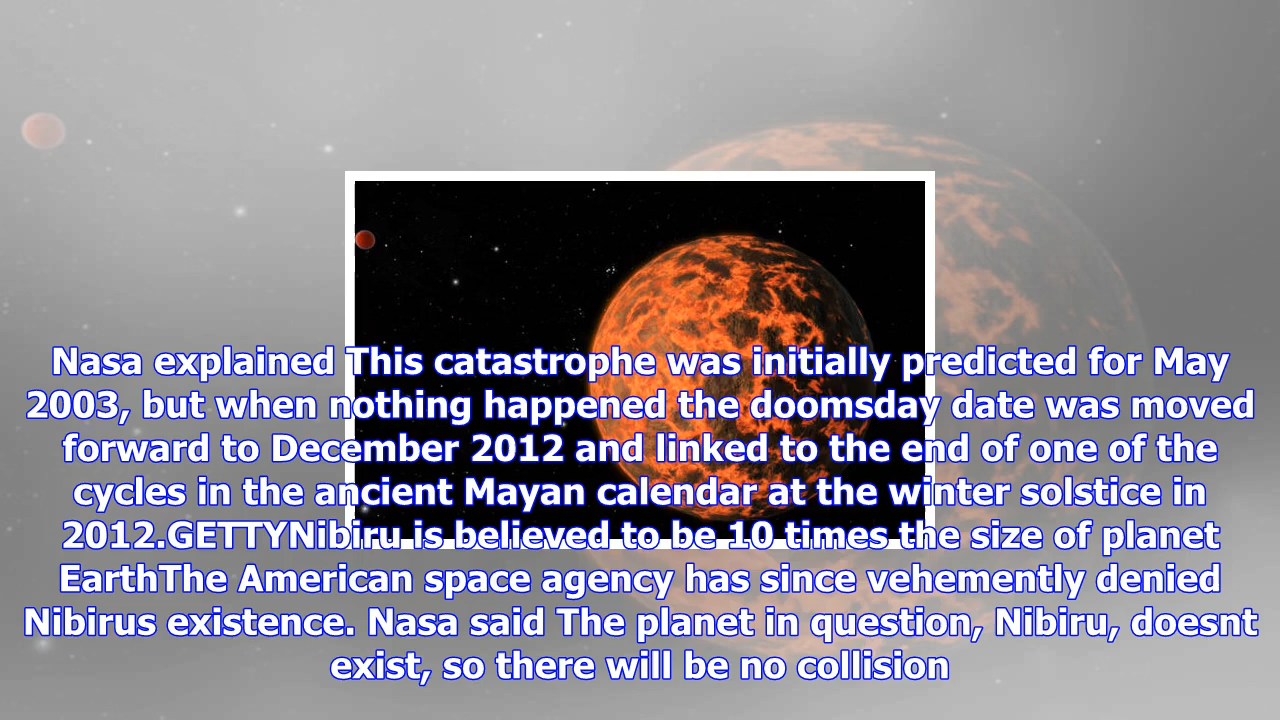 Nasa explained This catastrophe was initially predicted for May
2003, but when nothing happened the doomsday date was moved
forward to December 2012 and linked to the end of one of the
cycles in the ancient Mayan calendar at the winter solstice in
2012.GETTYNibiru is believed to be 10 times the size of planet
EarthThe American space agency has since vehemently denied
Nibirus existence. Nasa said The planet in question, Nibiru, doesnt
exist, so there will be no collision